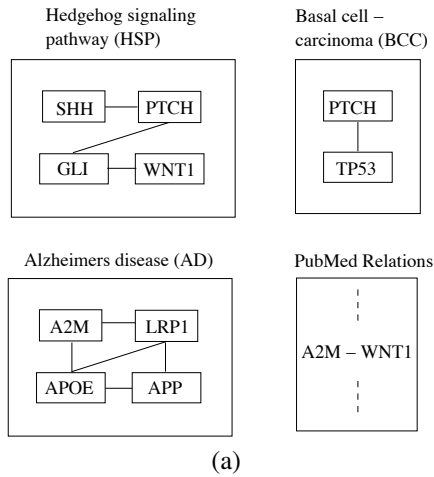 Hedgehog signaling
pathway (HSP)
Basal cell –
carcinoma (BCC)
SHH
PTCH
GLI
WNT1
PTCH
TP53
Alzheimers disease (AD)
PubMed Relations
A2M
LRP1
APOE
APP
A2M – WNT1
(a)